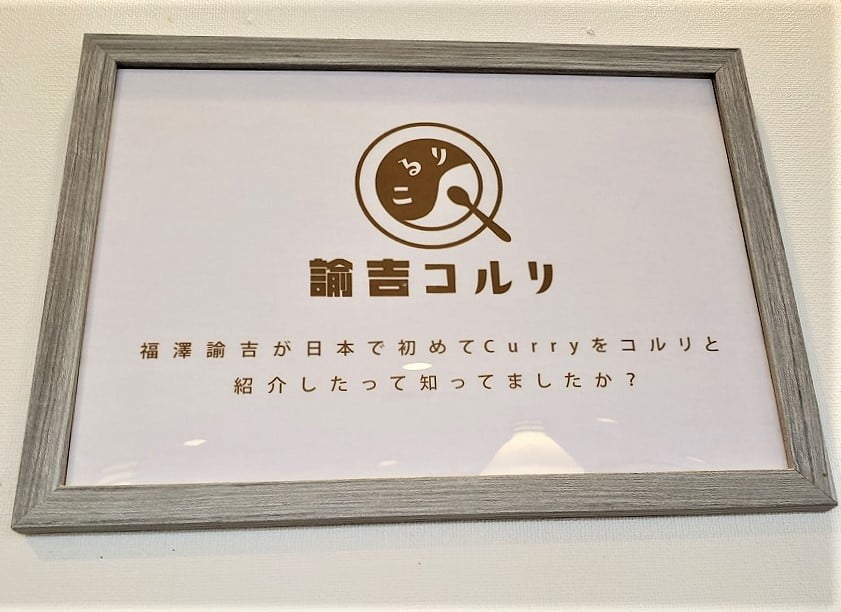 こるり
諭吉コルリ
福澤諭吉が日本で初めてCurryをコルリと
紹介したって知ってましたか?